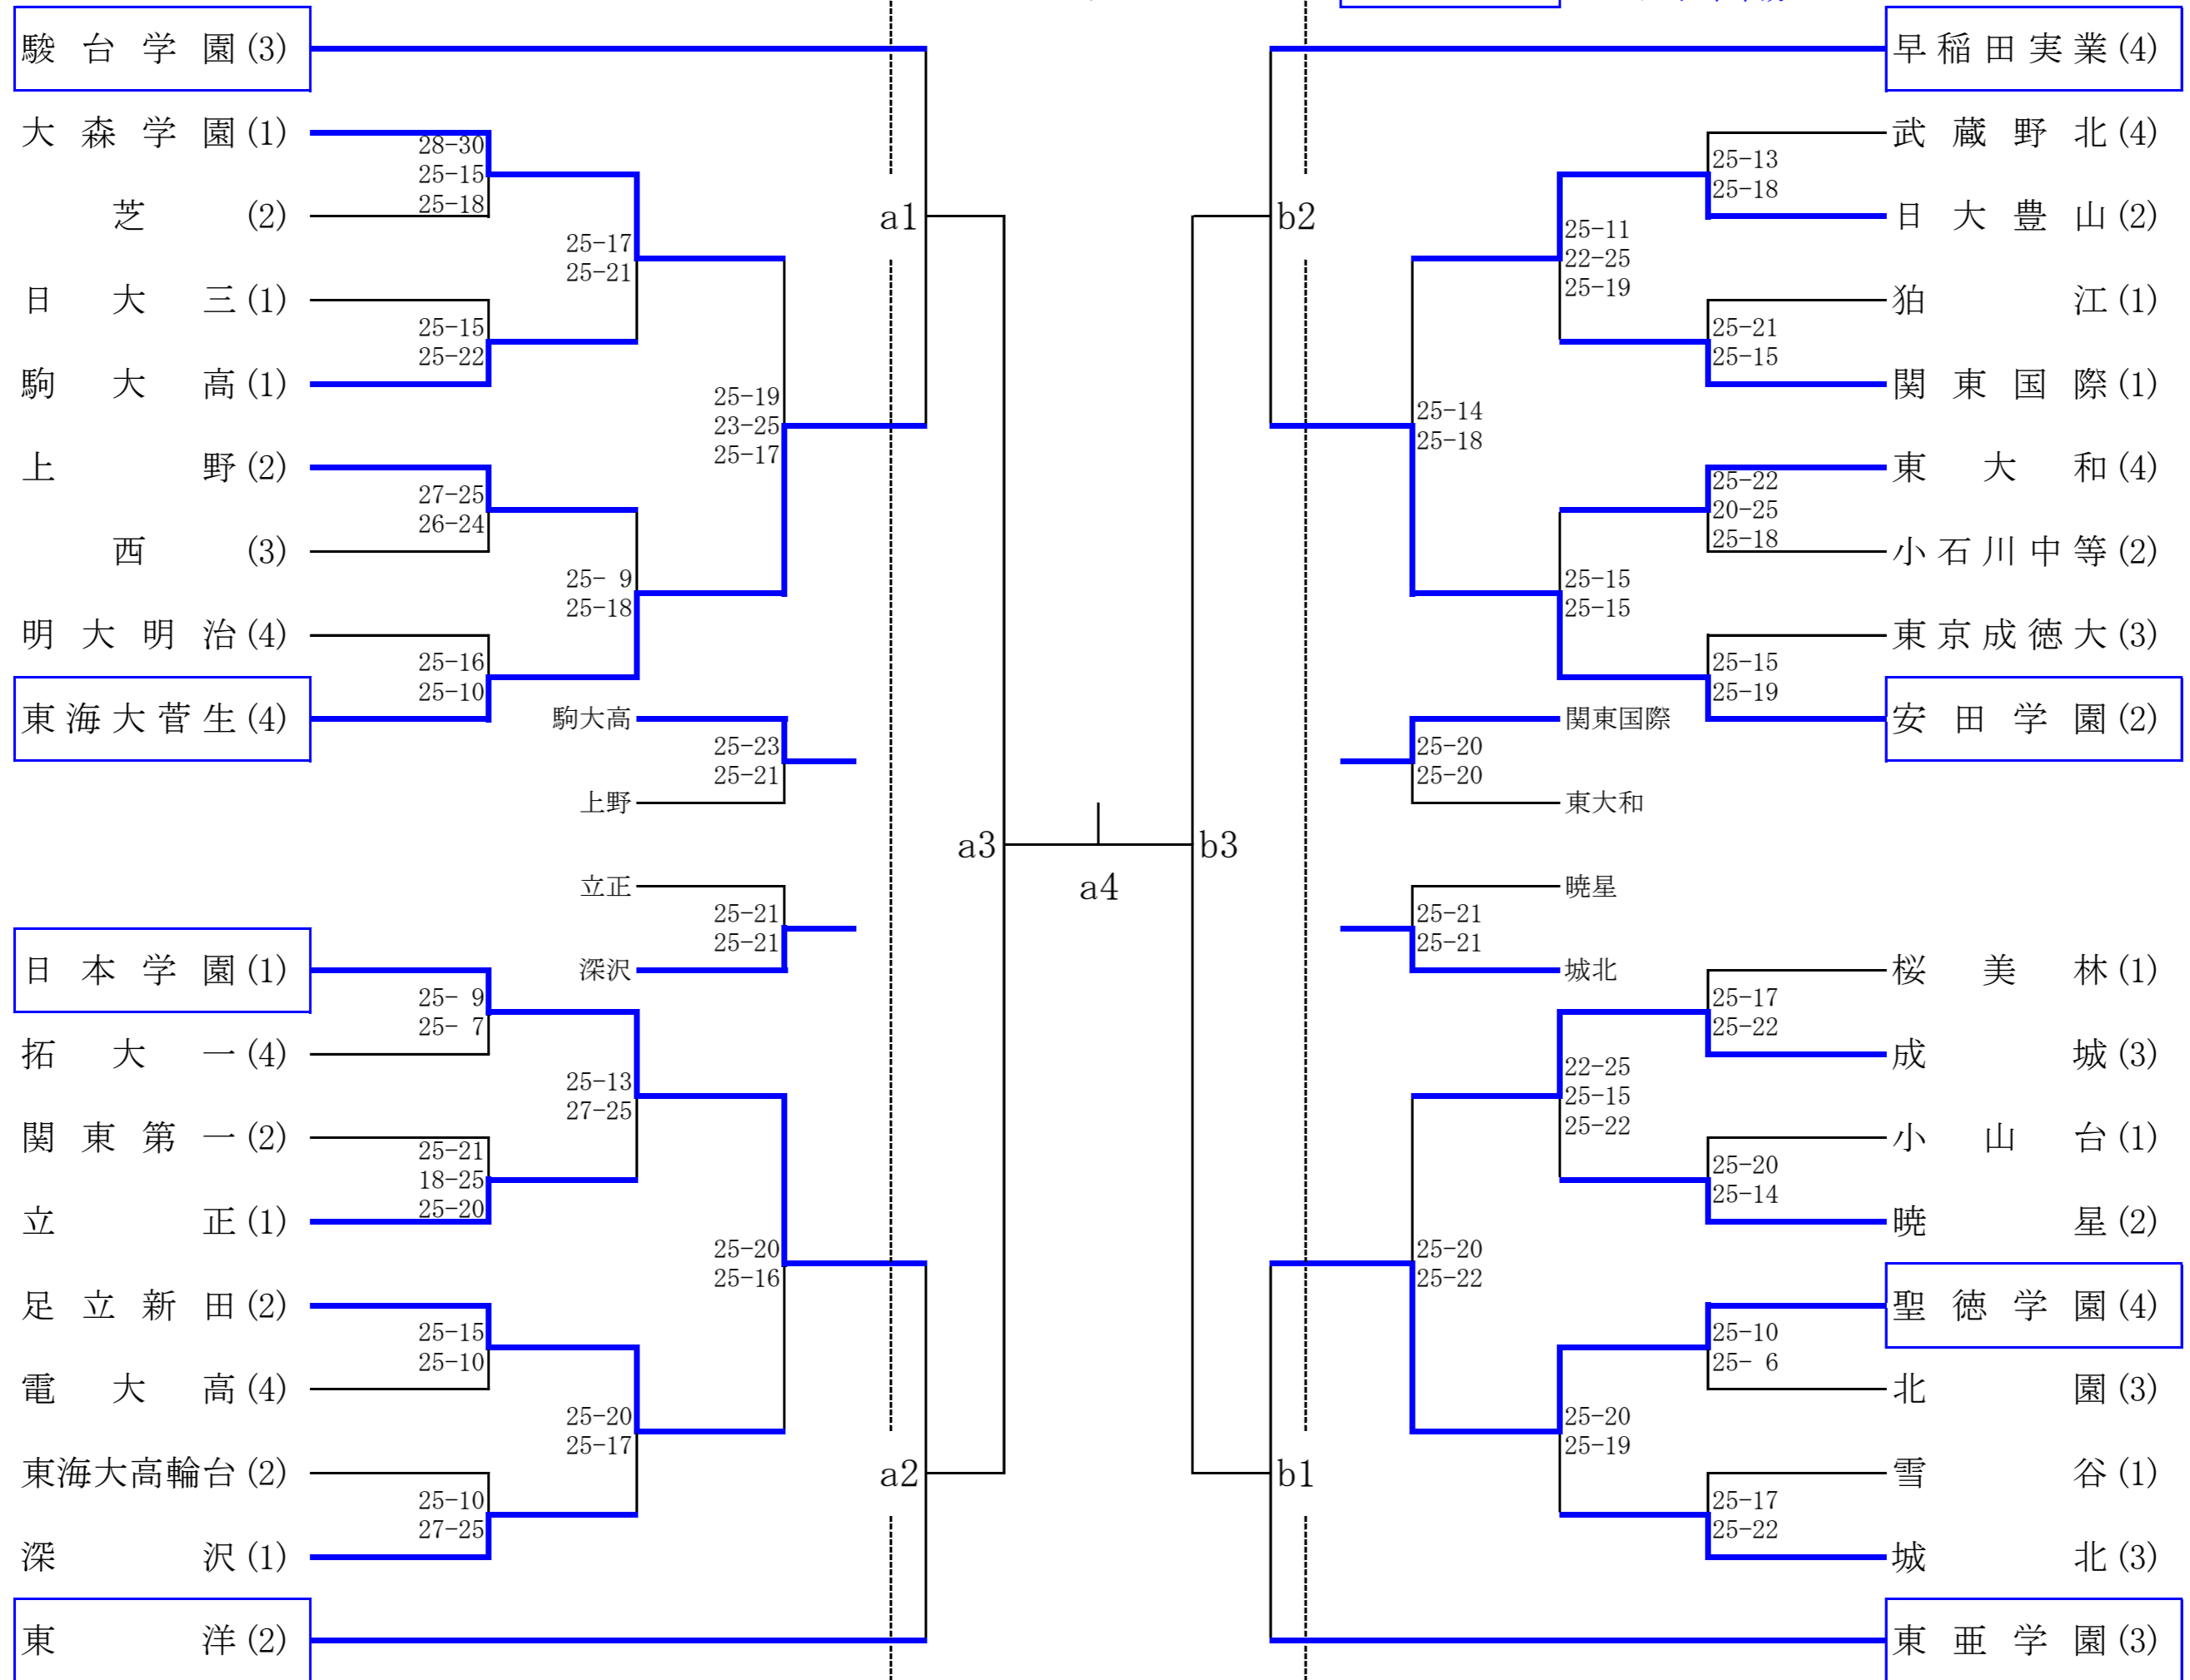 駿台学園(3)
大森学園(1)
28-30
25-15
25-18
芝(2)
25-17
25-21
日大三(1)
25-15
25-22
駒大高(1)
25-19
23-25
25-17
上野(2)
27-25
26-24
西(3)
25- 9
25-18
明大明治(4)
25-16
25-10
東海大菅生(4)
駒大高
25-23
25-21
上野
立正
25-21
25-21
深沢
日本学園(1)
25- 9
25- 7
拓大一(4)
25-13
27-25
関東第一(2)
25-21
18-25
25-20
立正(1)
25-20
25-16
足立新田(2)
25-15
25-10
電大高(4)
25-20
25-17
東海大高輪台(2)
25-10
27-25
深沢(1)
東洋(2)
a1
a2
a3
a4
b3
b2
b1
早稲田実業(4)
武蔵野北(4)
25-13
25-18
日大豊山(2)
25-11
22-25
25-19
狛江(1)
25-21
25-15
関東国際(1)
25-14
25-18
東大和(4)
25-22
20-25
25-18
小石川中等(2)
25-15
25-15
東京成徳大(3)
25-15
25-19
安田学園(2)
関東国際
25-20
25-20
東大和
暁星
25-21
25-21
城北
桜美林(1)
25-17
25-22
成城(3)
22-25
25-15
25-22
小山台(1)
25-20
25-14
暁星(2)
25-20
25-22
聖徳学園(4)
25-10
25- 6
北園(3)
25-20
25-19
雪谷(1)
25-17
25-22
城北(3)
東亜学園(3)